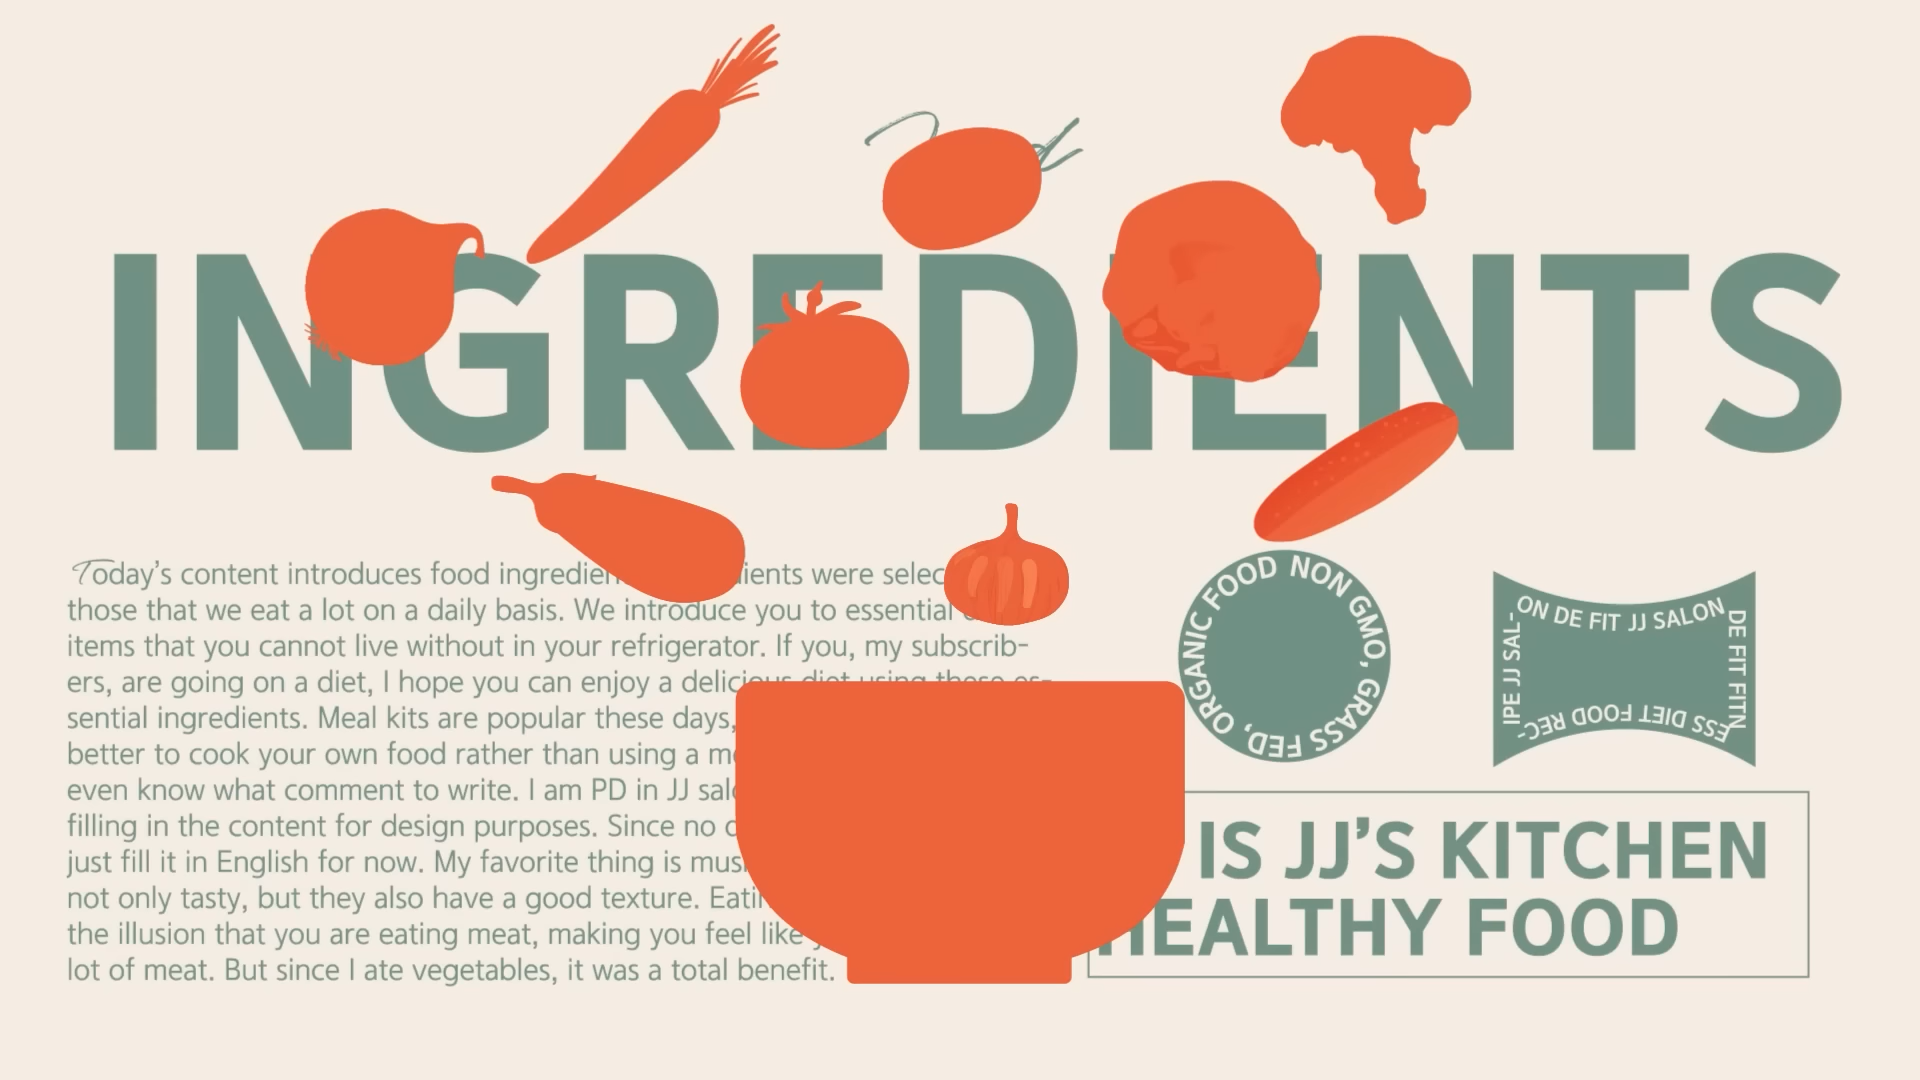 INGREDIENTS
Today's content introduces food ingredien ients were selec
those that we eat a lot on a daily basis. We introduce you to essential
items that you cannot live without in your refrigerator. If you, my subscrib-
ers, are going on a diet, I hope you can enjoy a delicious diet using these es-
sential ingredients. Meal kits are popular these days,
better to cook your own food rather than using a
even know what comment to write. I am PD in JJ
filling in the content for design purposes. Since no
just fill it in English for now. My favorite thing is
not only tasty, but they also have a good texture.
the illusion that you are eating meat, making you feel like
lot of meat. But since I ate vegetables, it was a total benefit.
ORGANIC FOOD NON GMO, GRASS FED,
ON DE FIT JJ SALON
DE FIT FITN
ESS DIET FOOD REC-
IPE JJ SAL-
IS JJ'S KITCHEN
HEALTHY FOOD